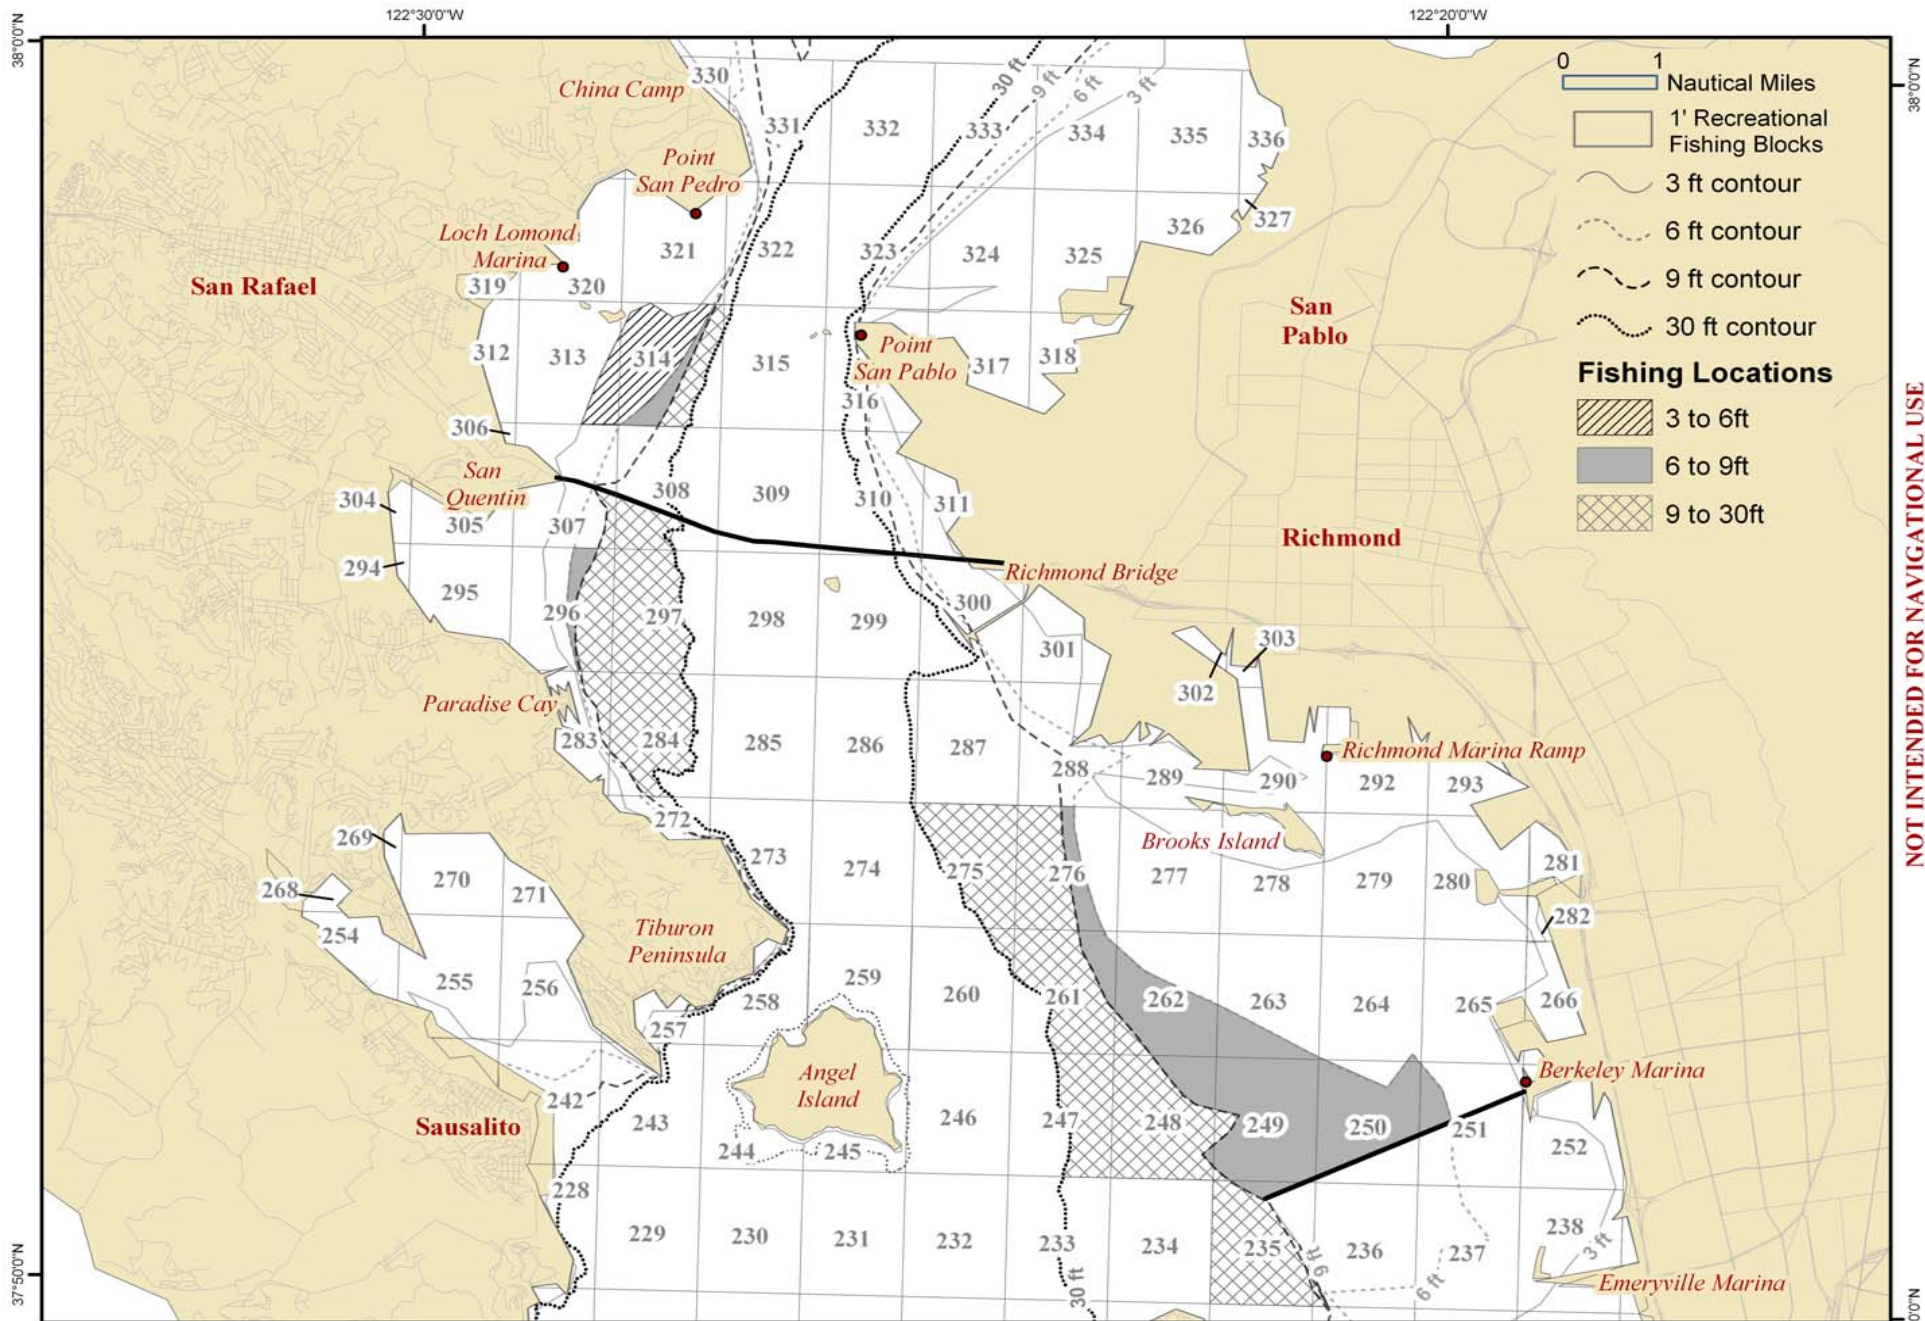 122°30'0"W
122°20'0"W
38°0'0"N
38°0'0"N
37°50'0"N
0'0"N
NOT INTENDED FOR NAVIGATIONAL USE
0 1
Nautical Miles
1' Recreational
Fishing Blocks
3 ft contour
6 ft contour
9 ft contour
30 ft contour
Fishing Locations
3 to 6ft
6 to 9ft
9 to 30ft
China Camp
330
30 ft
9 ft
6 ft
3 ft
331
332
333
334
335
336
Point
San Pedro
Loch Lomond
Marina
San Rafael
319
320
321
322
323
324
325
326
327
San
Pablo
312
313
314
315
Point
San Pablo
316
317
318
306
San
Quentin
304
305
307
308
309
310
311
Richmond
Richmond Bridge
294
295
296
297
298
299
300
301
302
303
Paradise Cay
283
284
285
286
287
288
289
290
Richmond Marina Ramp
292
293
Brooks Island
272
273
274
275
276
277
278
279
280
281
282
269
270
271
268
254
255
256
Tiburon
Peninsula
257
258
259
260
261
262
263
264
265
266
Angel
Island
Berkeley Marina
Sausalito
242
243
244
245
246
247
248
249
250
251
252
228
229
230
231
232
233
234
235
236
237
238
30 ft
9 ft
6 ft
3 ft
Emeryville Marina